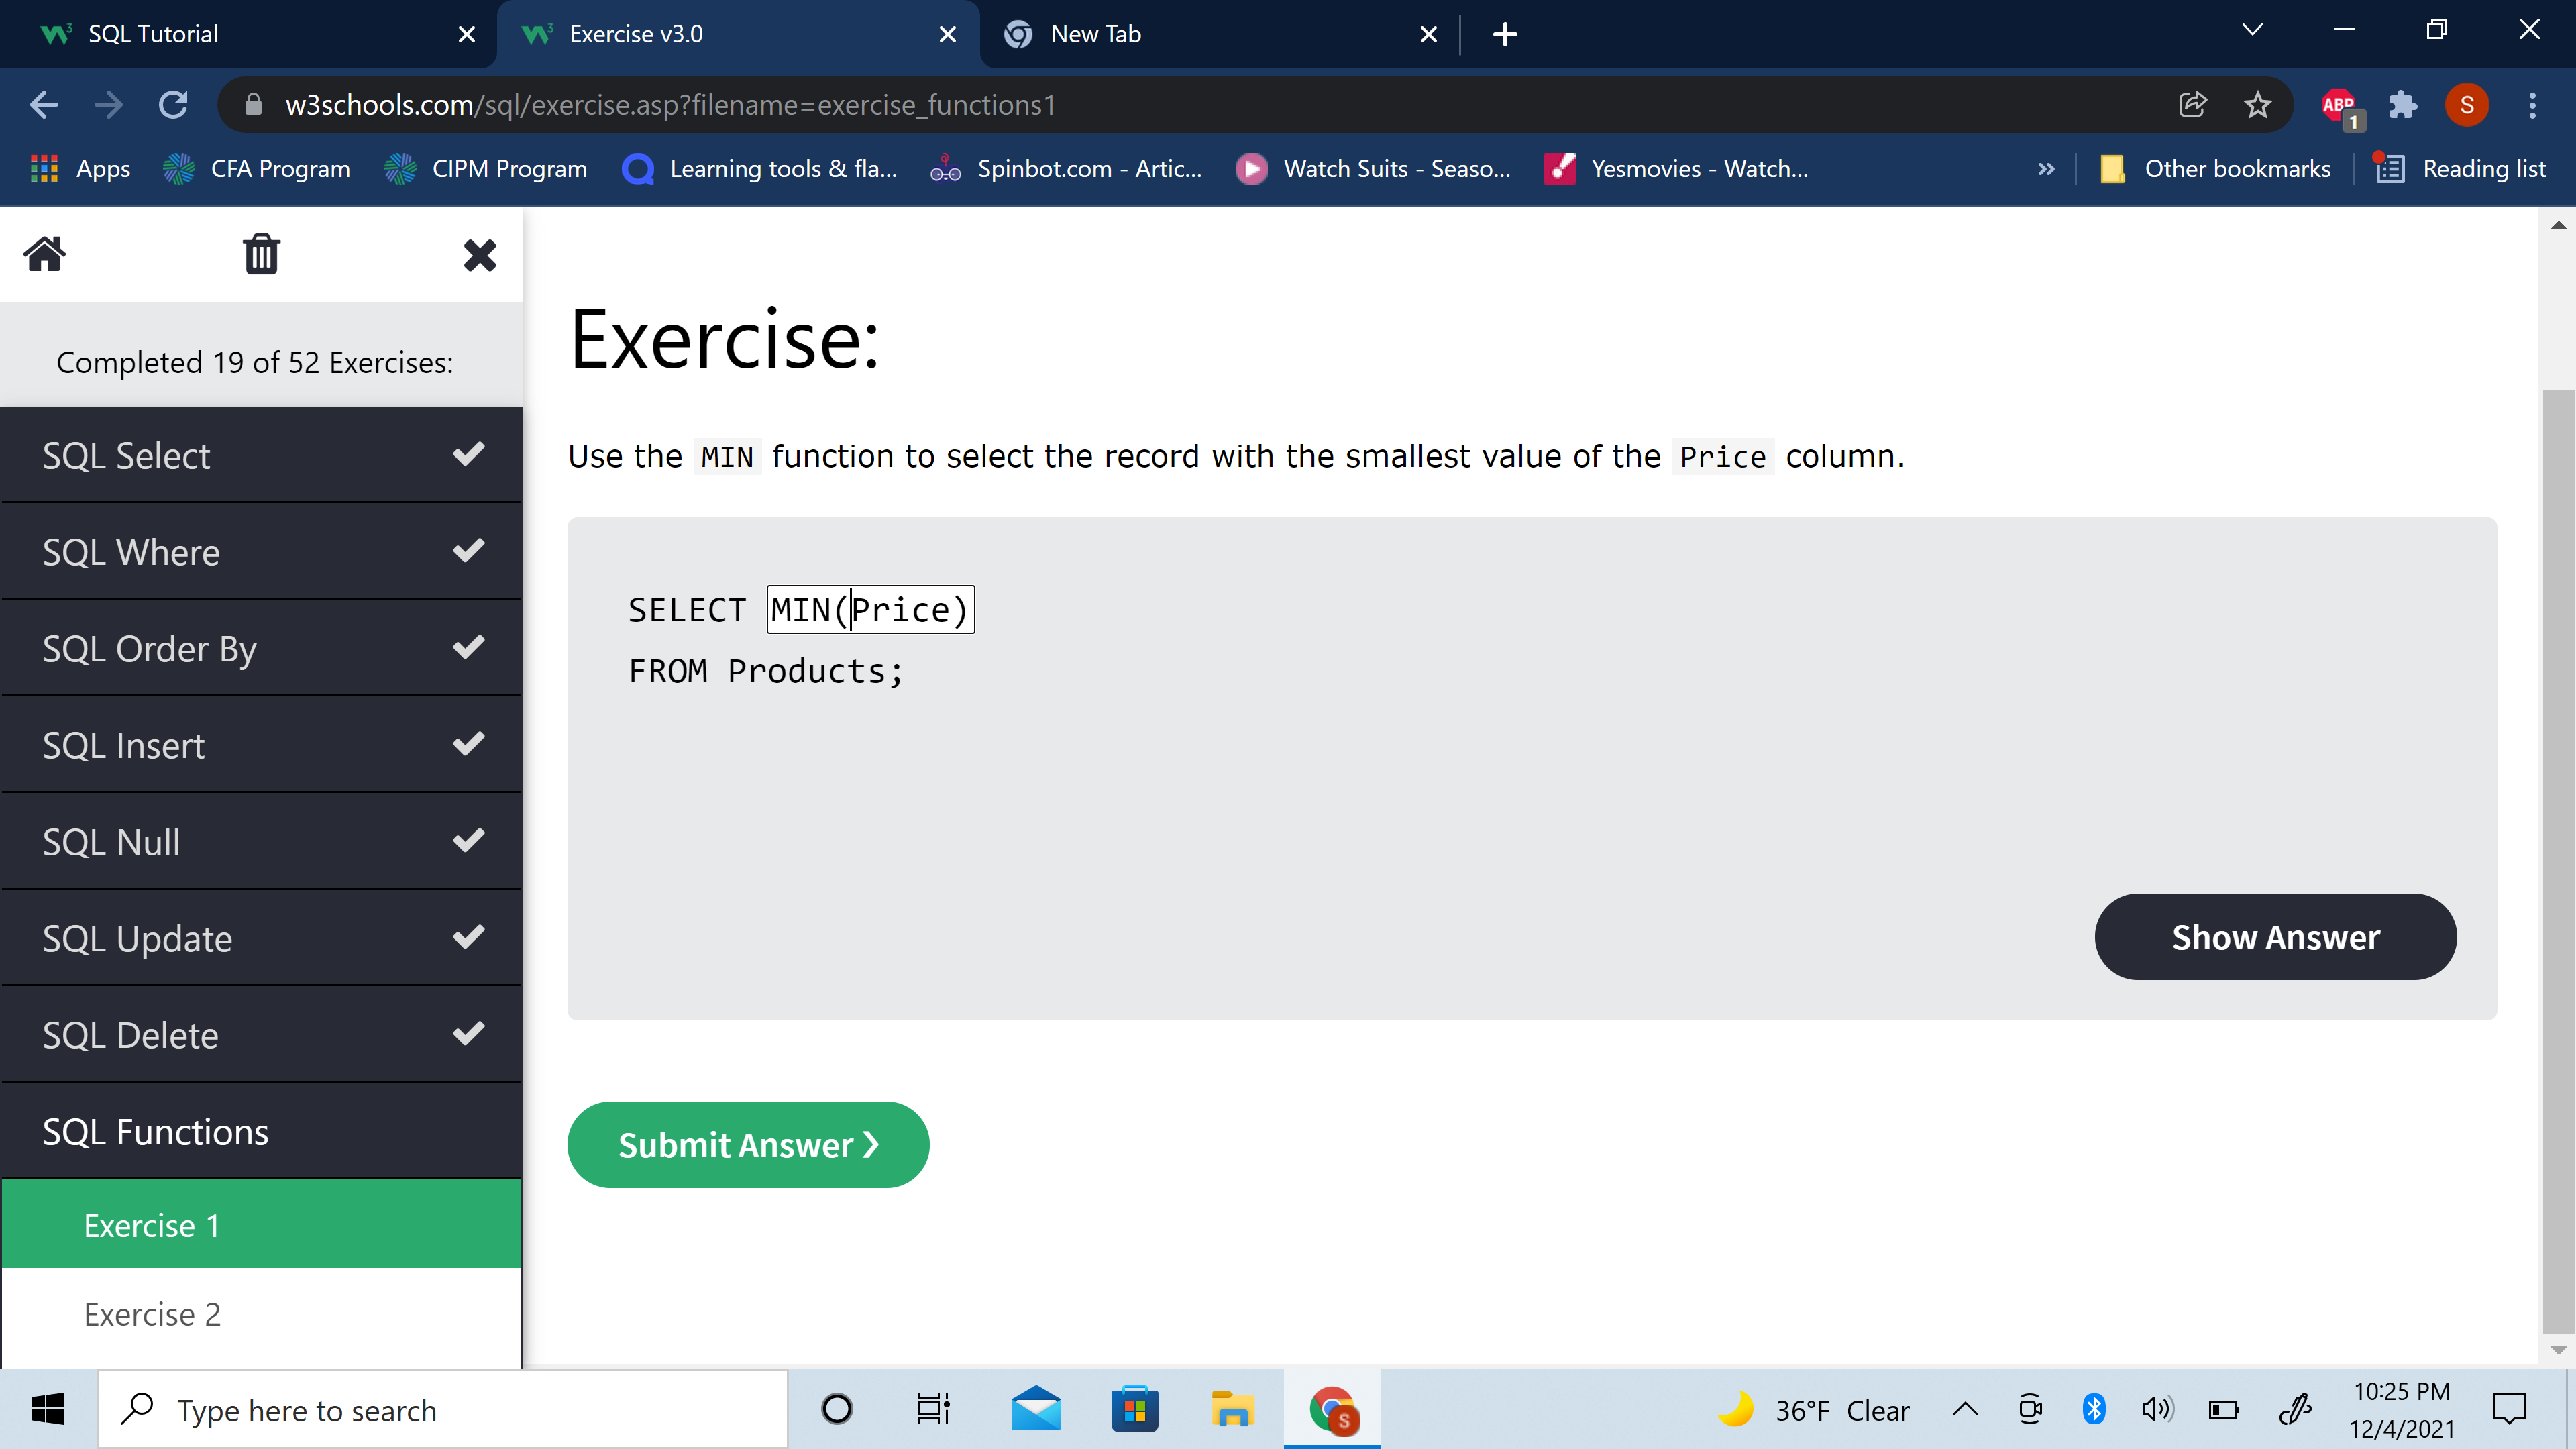 SQL Tutorial
Exercise v3.0
New Tab
w3schools.com/sql/exercise.asp?filename=exercise_functions1
ABP
1
S
Apps
CFA Program
CIPM Program
Learning tools & fla...
Spinbot.com - Artic...
Watch Suits - Seaso...
Yesmovies - Watch...
»
Other bookmarks
Reading list
Completed 19 of 52 Exercises:
SQL Select
SQL Where
SQL Order By
SQL Insert
SQL Null
SQL Update
SQL Delete
SQL Functions
Exercise 1
Exercise 2
Exercise:
Use the MIN function to select the record with the smallest value of the Price column.
SELECT MIN(Price)
FROM Products;
Show Answer
Submit Answer ❯
Type here to search
S
36°F Clear
10:25 PM
12/4/2021